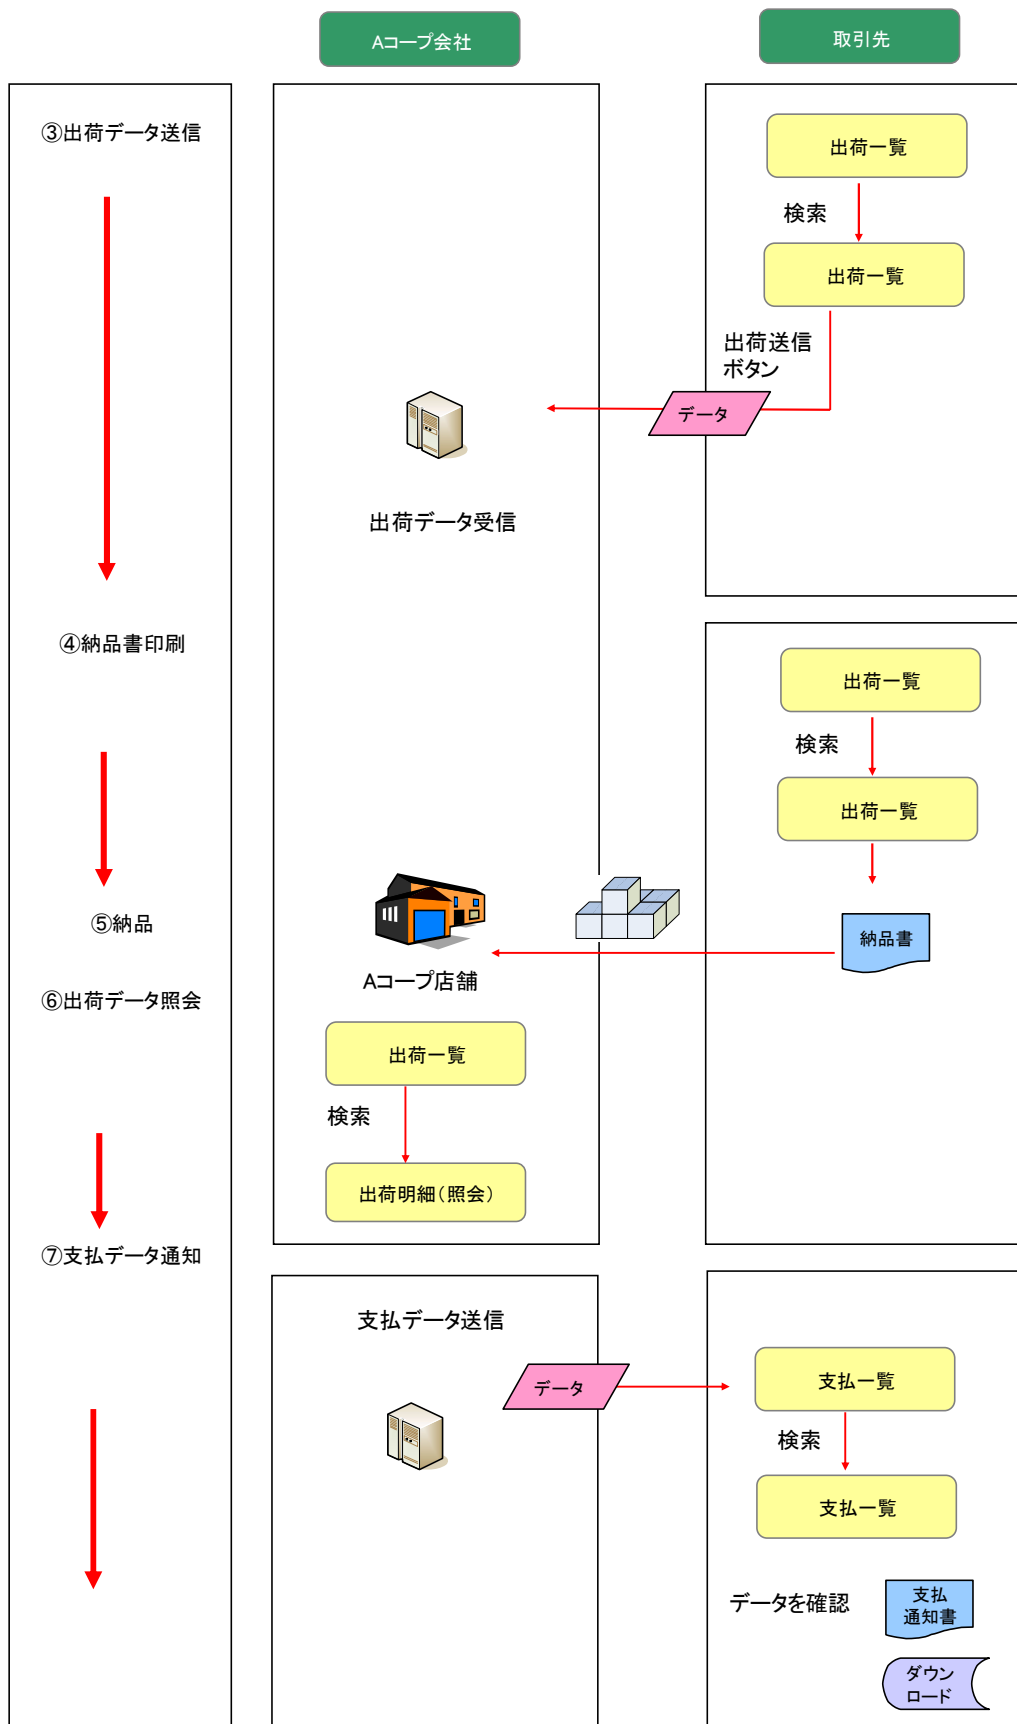 Aコープ会社
取引先
③出荷データ送信
出荷一覧
検索
出荷一覧
出荷送信
ボタン
データ
出荷データ受信
④納品書印刷
出荷一覧
検索
出荷一覧
⑤納品
納品書
Aコープ店舗
⑥出荷データ照会
出荷一覧
検索
出荷明細(照会)
⑦支払データ通知
支払データ送信
データ
支払一覧
検索
支払一覧
データを確認
支払
通知書
ダウン
ロード